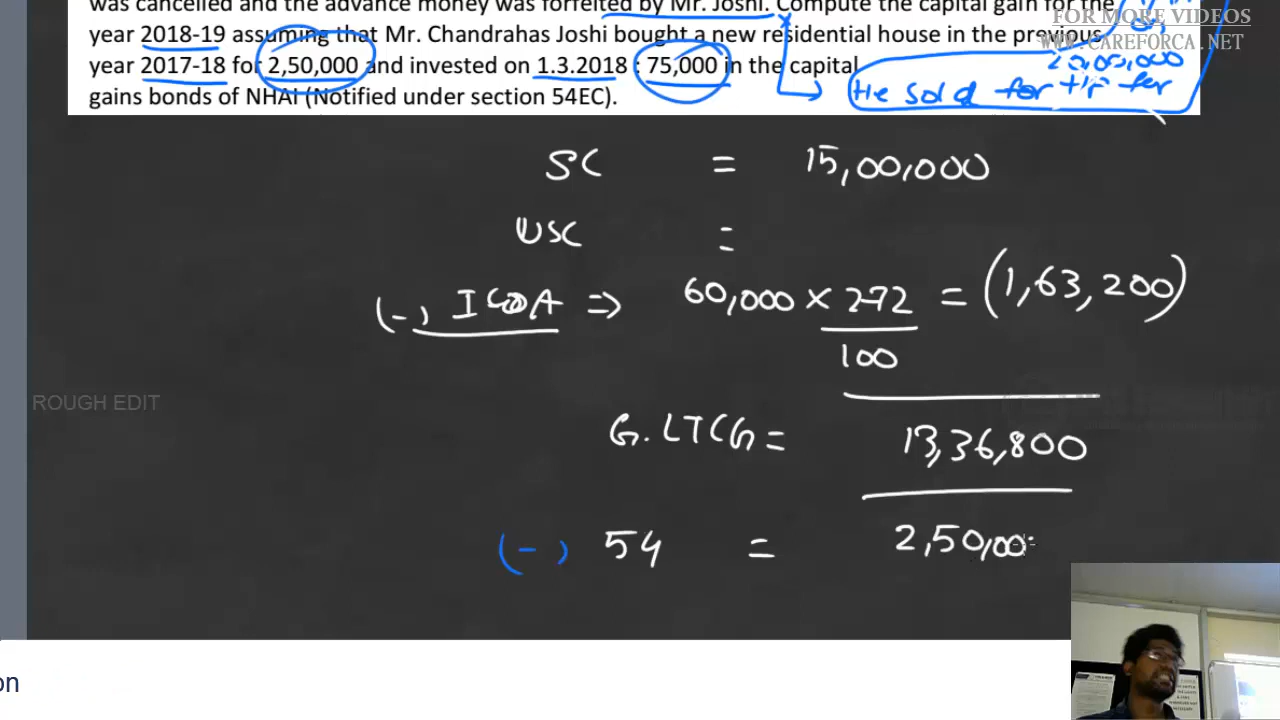 was cancelled and the advance money was forfeited by Mr. Joshi. Compute the capital gain for the
year 2018-19 assuming that Mr. Chandrahas Joshi bought a new residential house in the previous
year 2017-18 for 2,50,000 and invested on 1.3.2018 : 75,000 in the capital
gains bonds of NHAI (Notified under section 54EC).
FOR MORE VIDEOS
WWW.CAREFORCA.NET
He sold for
SC = 15,00,000
USC =
(-) ICOA ⇒ 60,000 × 272 = (1,63,200)
100
G. LTCG = 13,36,800
(-) 54 = 2,50,00
ROUGH EDIT
on